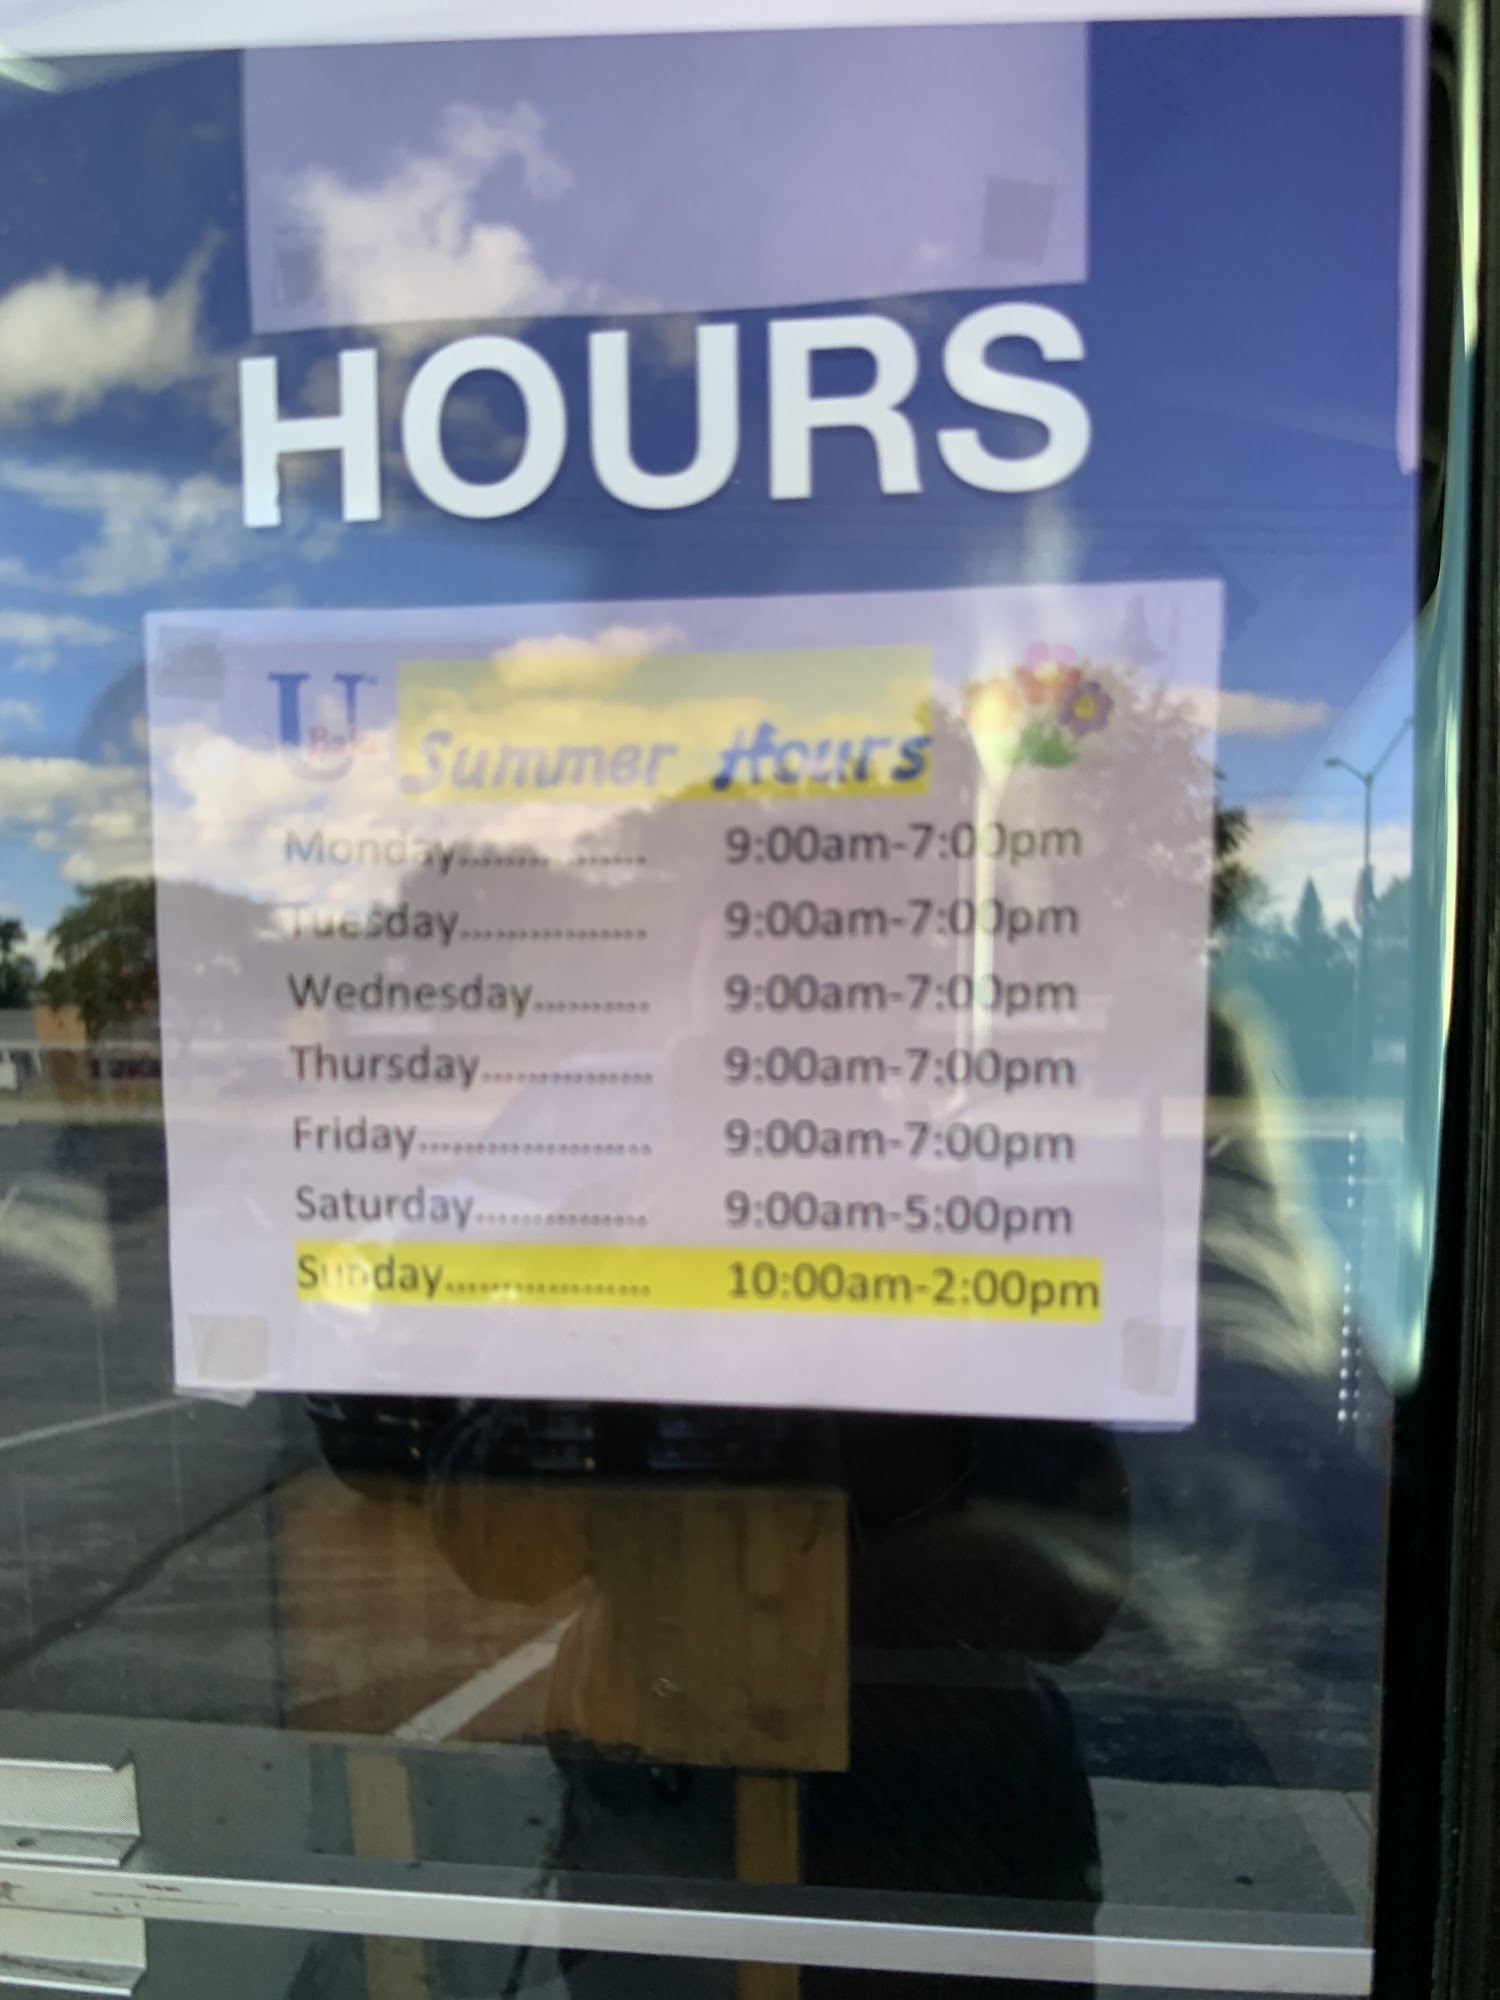 HOURS
U Bake
Summer Hours
Monday................ 9:00am-7:00pm
Tuesday................. 9:00am-7:00pm
Wednesday.......... 9:00am-7:00pm
Thursday............... 9:00am-7:00pm
Friday..................... 9:00am-7:00pm
Saturday................ 9:00am-5:00pm
Sunday................... 10:00am-2:00pm